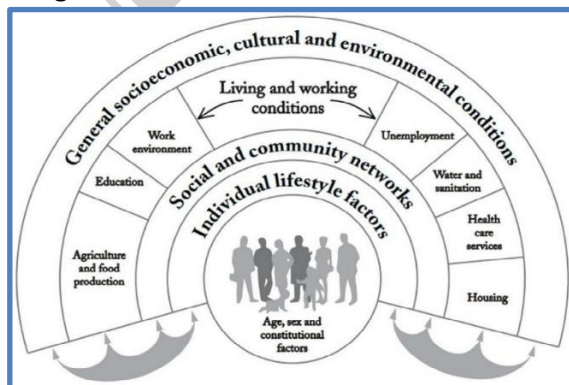 General socioeconomic, cultural and environmental conditions
Living and working
conditions
Work
environment
Unemployment
Education
Water and
sanitation
Agriculture
and food
production
Health
care
services
Housing
Social and community networks
Individual lifestyle factors
Age, sex and
constitutional
factors